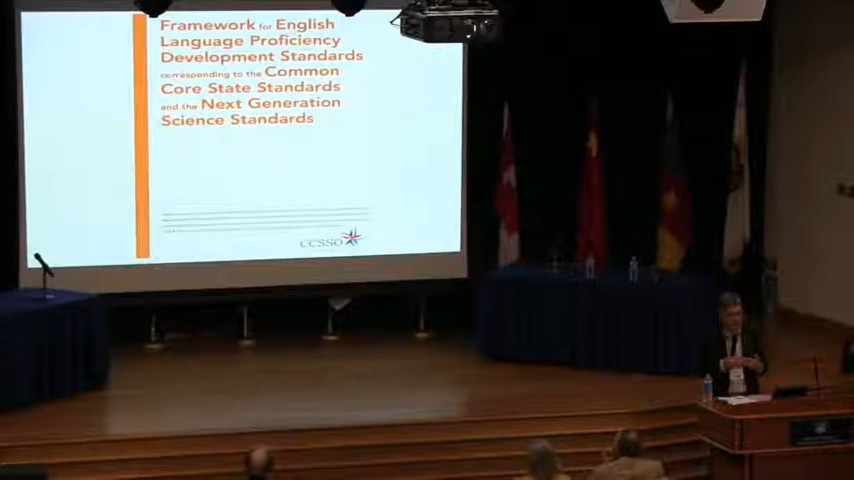 Framework for English
Language Proficiency
Development Standards
corresponding to the Common
Core State Standards
and the Next Generation
Science Standards
CCSSO